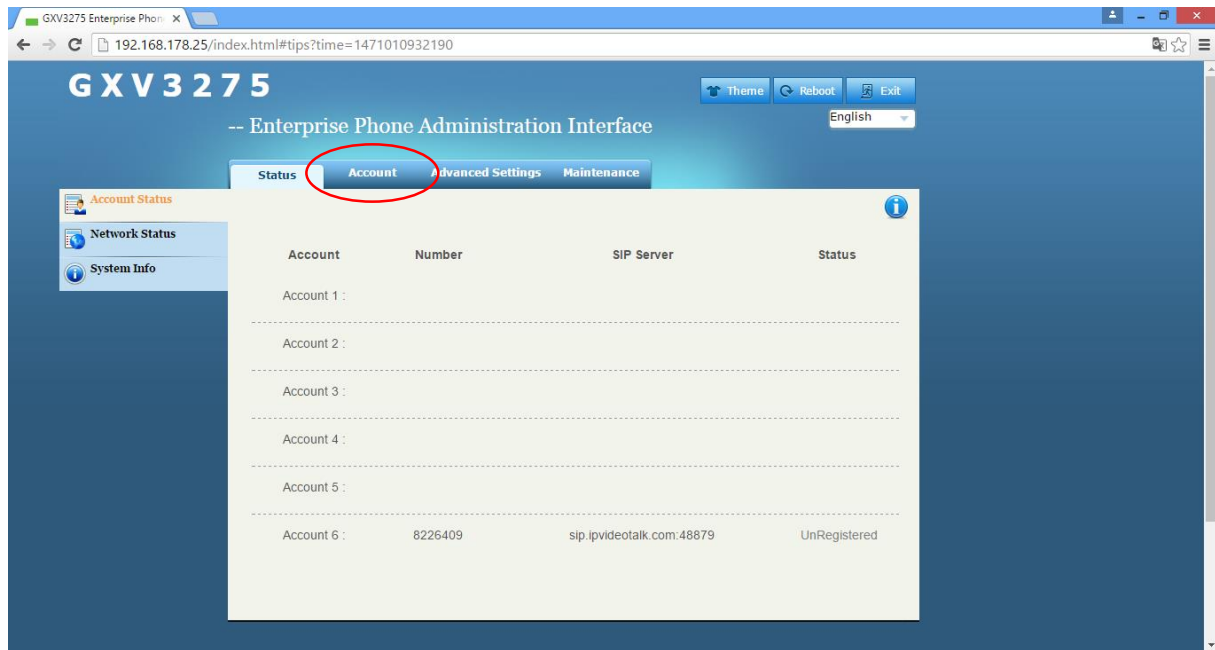 GXV3275 Enterprise Phon
192.168.178.25/index.html#tips?time=1471010932190
GXV3275
Theme Reboot Exit
-- Enterprise Phone Administration Interface
English
Status Account Advanced Settings Maintenance
Account Status
Network Status
System Info
Account Number SIP Server Status
Account 1 :
Account 2 :
Account 3 :
Account 4 :
Account 5 :
Account 6 : 8226409 sip.ipvideotalk.com:48879 UnRegistered